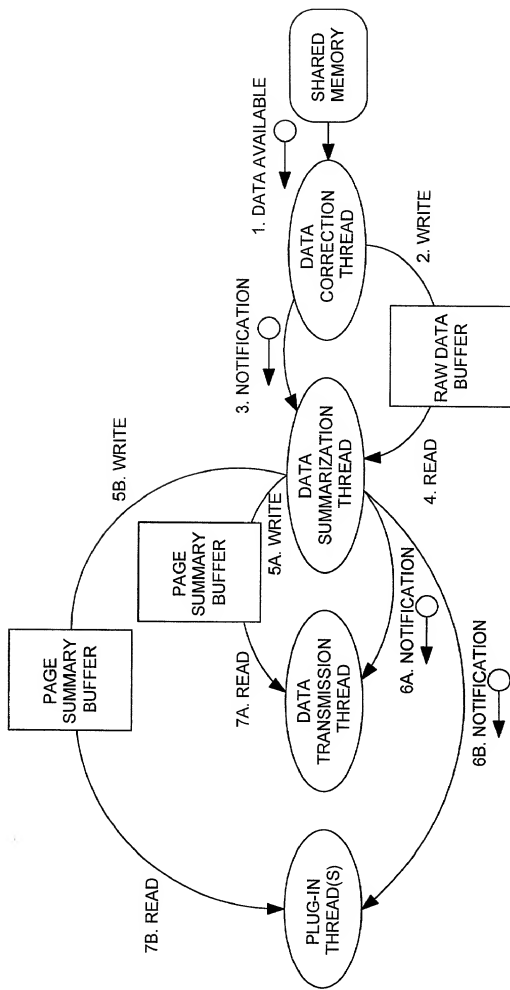 SHARED
MEMORY
1. DATA AVAILABLE
DATA
CORRECTION
THREAD
2. WRITE
RAW DATA
BUFFER
3. NOTIFICATION
4. READ
DATA
SUMMARIZATION
THREAD
5A. WRITE
PAGE
SUMMARY
BUFFER
5B. WRITE
PAGE
SUMMARY
BUFFER
6A. NOTIFICATION
6B. NOTIFICATION
7A. READ
DATA
TRANSMISSION
THREAD
7B. READ
PLUG-IN
THREAD(S)